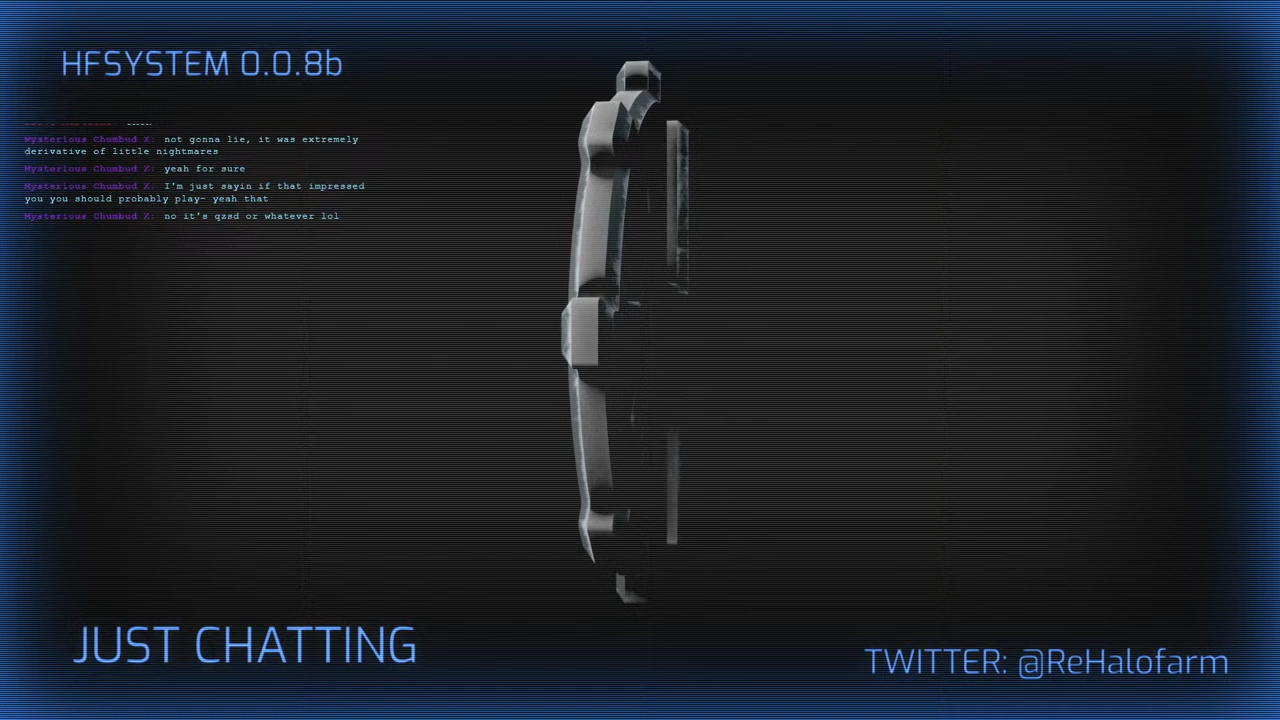 HFSYSTEM 0.0.8b
Mysterious Chumbud X: not gonna lie, it was extremely
derivative of little nightmares
Mysterious Chumbud X: yeah for sure
Mysterious Chumbud X: I'm just sayin if that impressed
you you should probably play- yeah that
Mysterious Chumbud X: no it's qzsd or whatever lol
JUST CHATTING
TWITTER: @ReHalofarm